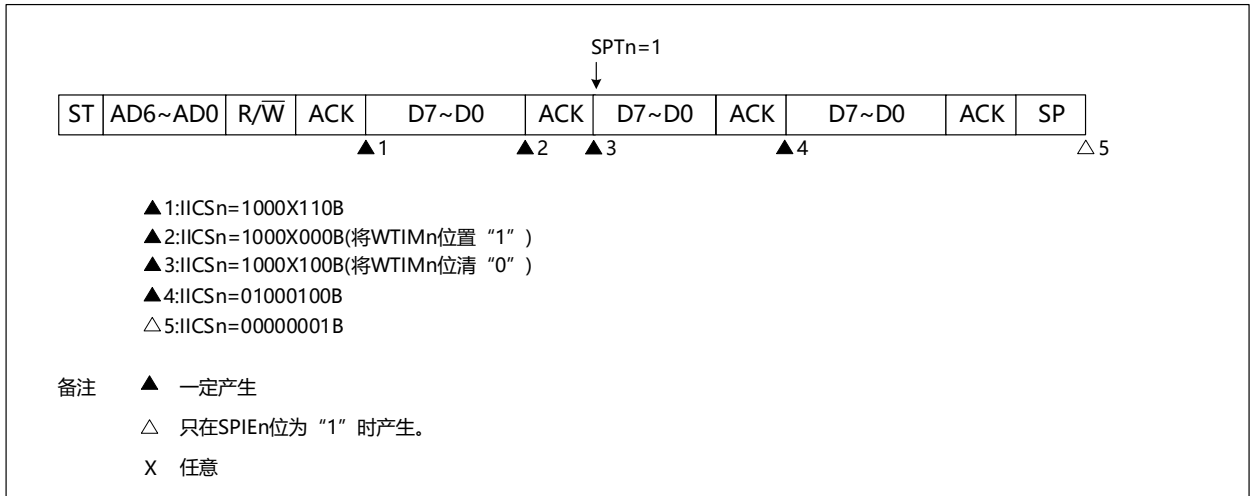 SPTn=1
ST AD6~AD0 R/W̅ ACK D7~D0 ACK D7~D0 ACK D7~D0 ACK SP
▲1 ▲2 ▲3 ▲4 △5
▲1:IICSn=1000X110B
▲2:IICSn=1000X000B(将WTIMn位置“1”)
▲3:IICSn=1000X100B(将WTIMn位清“0”)
▲4:IICSn=01000100B
△5:IICSn=00000001B
备注 ▲ 一定产生
△ 只在SPIEn位为“1”时产生。
X 任意